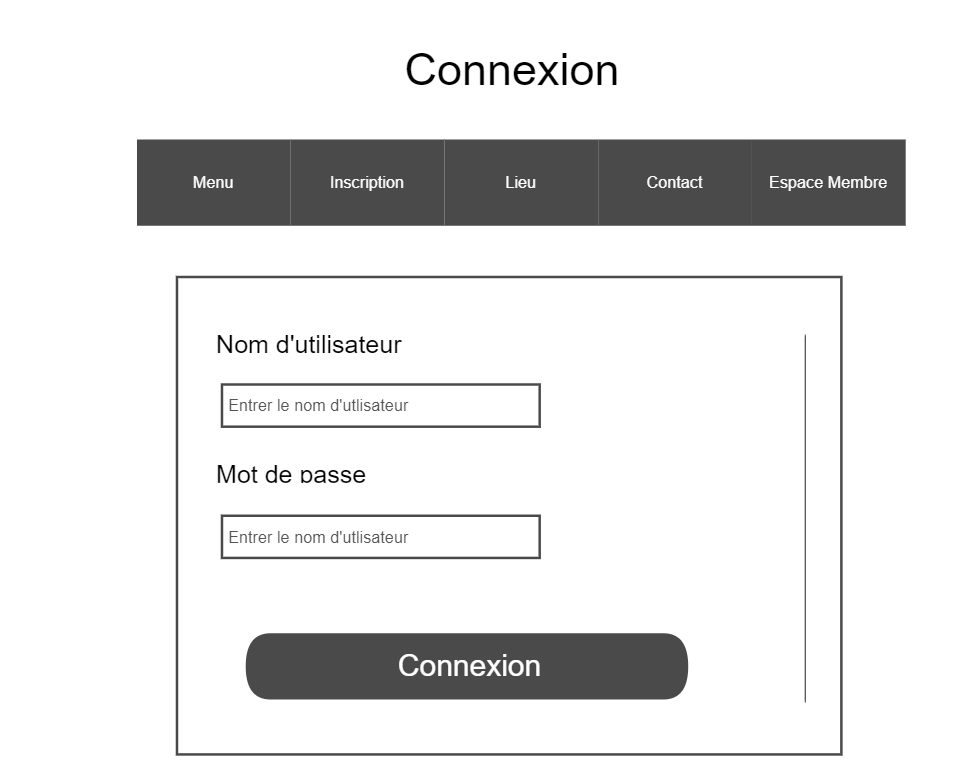 Connexion
Menu Inscription Lieu Contact Espace Membre
Nom d'utilisateur
Entrer le nom d'utlisateur
Mot de passe
Entrer le nom d'utlisateur
Connexion